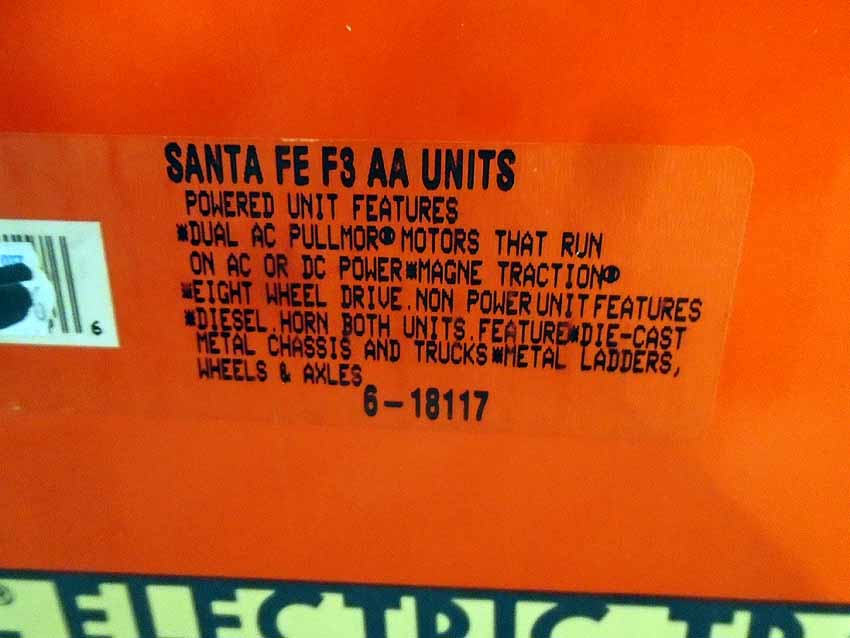 SANTA FE F3 AA UNITS
POWERED UNIT FEATURES
*DUAL AC PULLMOR® MOTORS THAT RUN
ON AC OR DC POWER*MAGNE TRACTION®
*EIGHT WHEEL DRIVE.NON POWER UNIT FEATURES
*DIESEL.HORN BOTH UNITS.FEATURE*DIE-CAST
METAL CHASSIS AND TRUCKS*METAL LADDERS,
WHEELS & AXLES
6-18117
6
® ELECTRIC